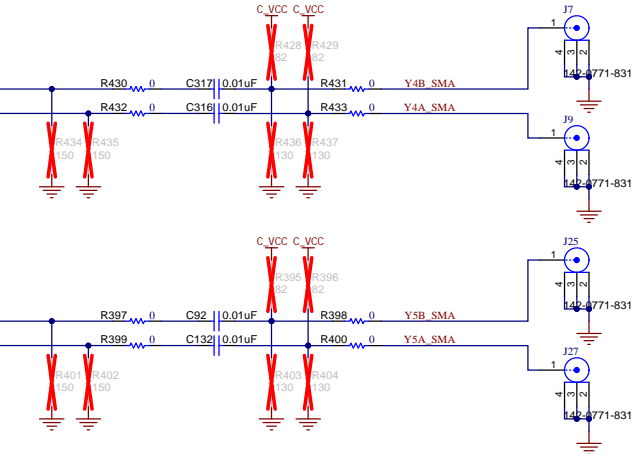 C_VCC C_VCC
J7
R428 R429
82 82
1
4 3 2
142-0771-831
R430 0 C317 0.01uF R431 0 Y4B_SMA
R432 0 C316 0.01uF R433 0 Y4A_SMA
J9
1
R434 R435 R436 R437
150 150 130 130
4 3 2
142-0771-831
C_VCC C_VCC
J25
1
R395 R396
82 82
4 3 2
142-0771-831
R397 0 C92 0.01uF R398 0 Y5B_SMA
R399 0 C132 0.01uF R400 0 Y5A_SMA
J27
1
R401 R402 R403 R404
150 150 130 130
4 3 2
142-0771-831